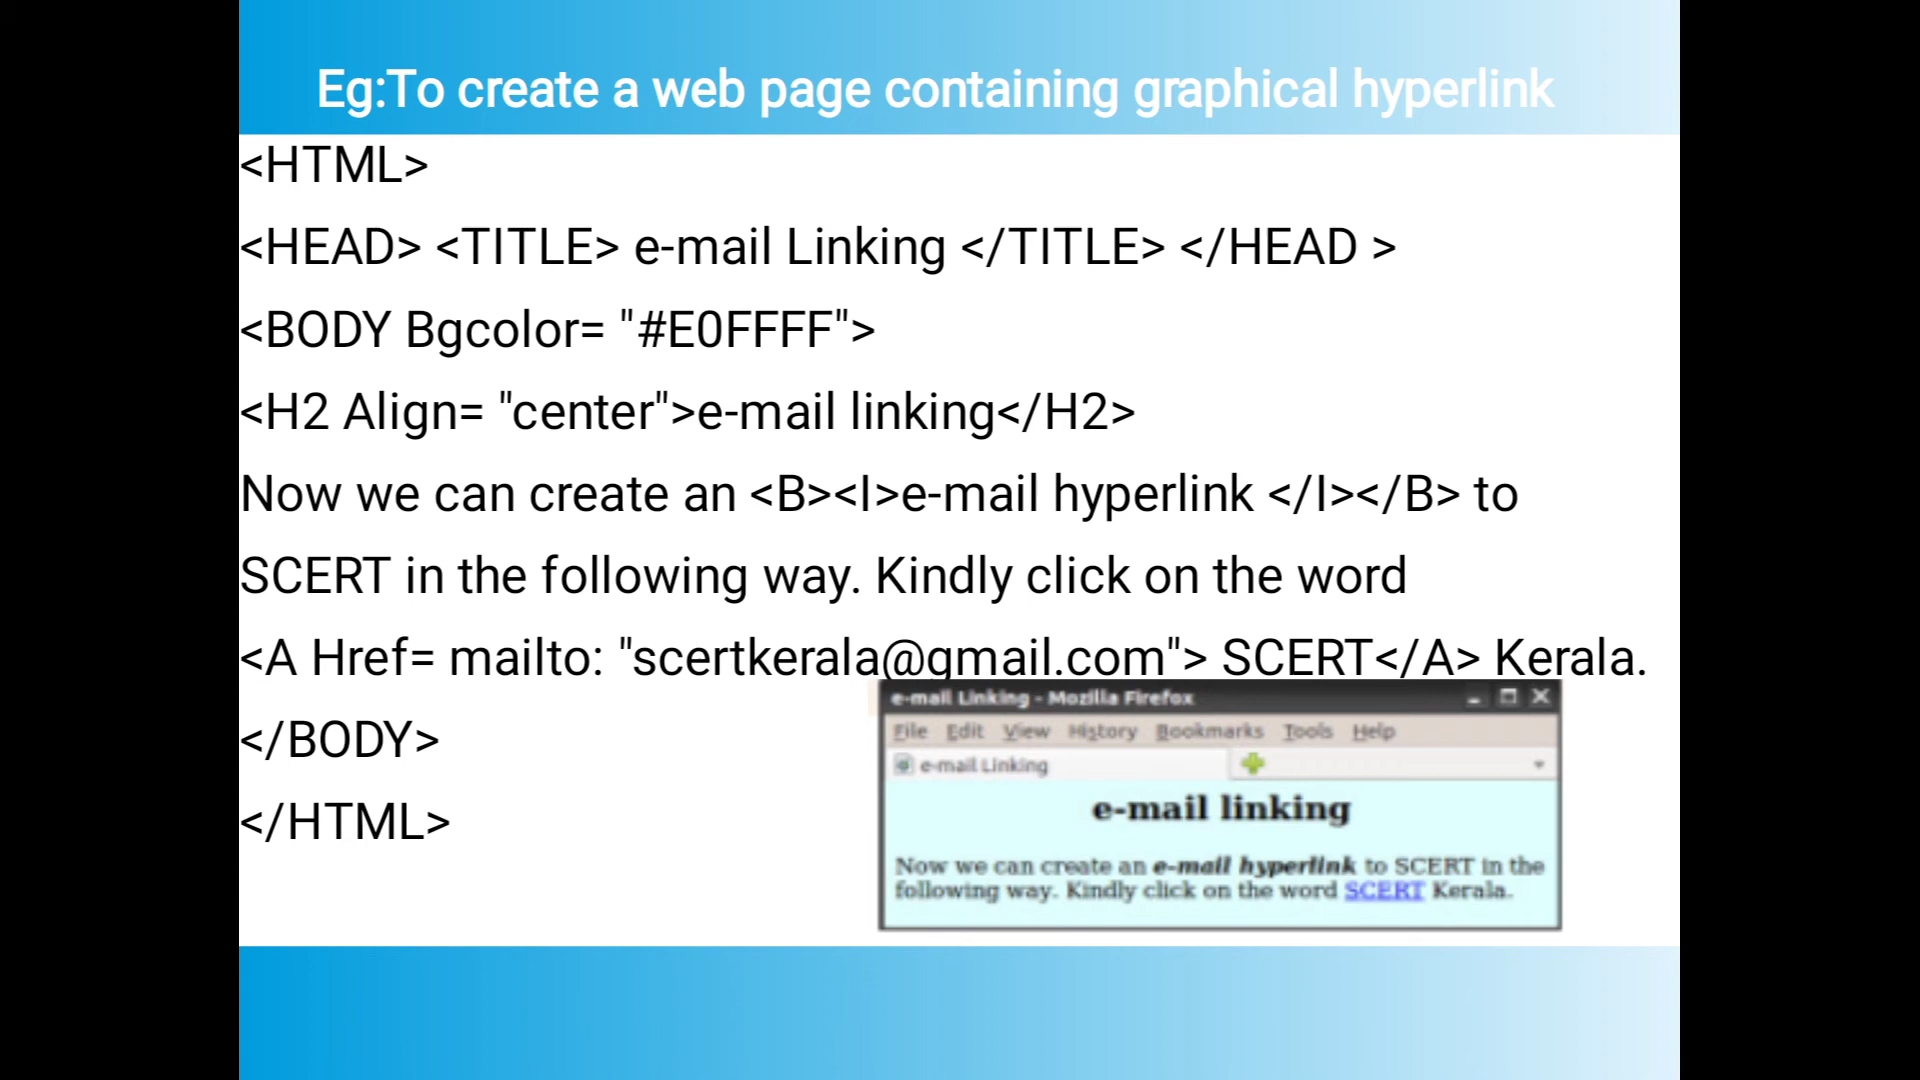 Eg:To create a web page containing graphical hyperlink
<HTML>
<HEAD> <TITLE> e-mail Linking </TITLE> </HEAD >
<BODY Bgcolor= "#E0FFFF">
<H2 Align= "center">e-mail linking</H2>
Now we can create an <B><I>e-mail hyperlink </I></B> to
SCERT in the following way. Kindly click on the word
<A Href= mailto: "scertkerala@gmail.com"> SCERT</A> Kerala.
</BODY>
</HTML>
e-mail Linking - Mozilla Firefox
File Edit View History Bookmarks Tools Help
e-mail Linking
e-mail linking
Now we can create an e-mail hyperlink to SCERT in the
following way. Kindly click on the word SCERT Kerala.